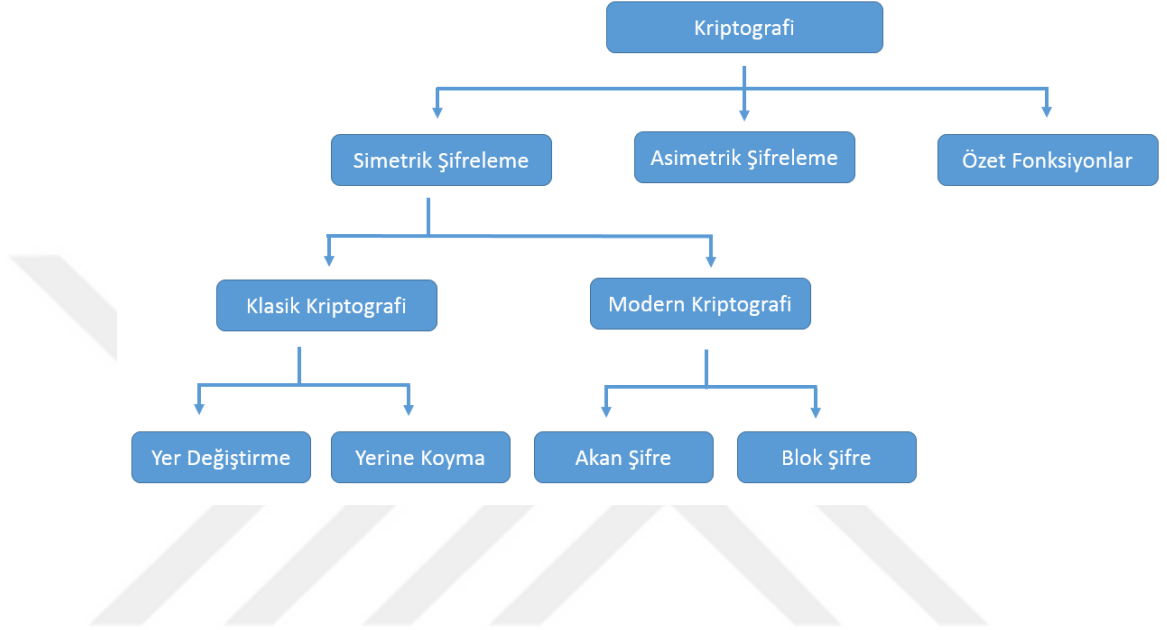 Kriptografi
Simetrik Şifreleme
Asimetrik Şifreleme
Özet Fonksiyonlar
Klasik Kriptografi
Modern Kriptografi
Yer Değiştirme
Yerine Koyma
Akan Şifre
Blok Şifre